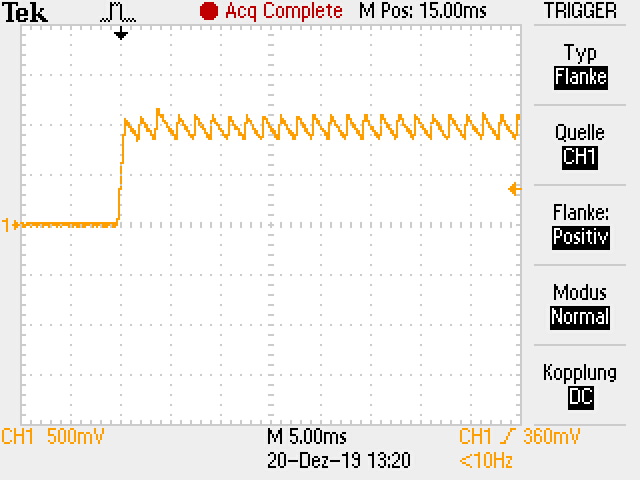 Tek Acq Complete M Pos: 15.00ms TRIGGER
Typ
Flanke
Quelle
CH1
Flanke:
Positiv
Modus
Normal
Kopplung
DC
1
CH1 500mV M 5.00ms CH1 360mV
20-Dez-19 13:20 <10Hz